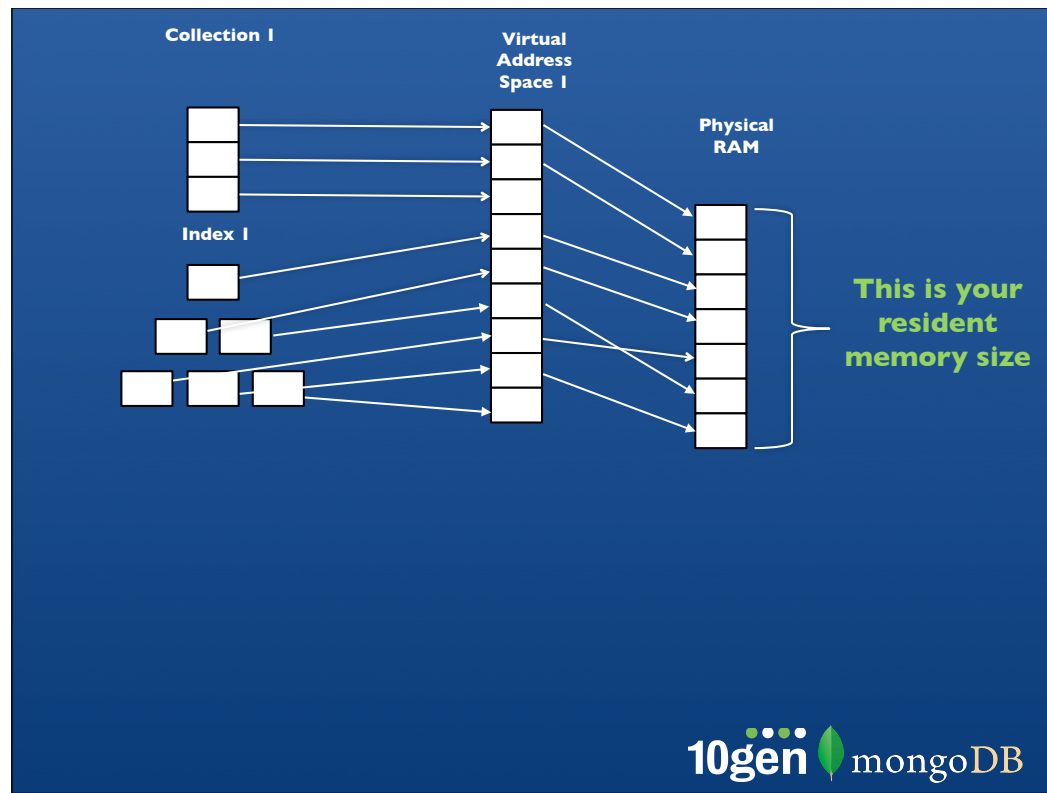 Collection 1
Virtual
Address
Space 1
Physical
RAM
Index 1
This is your
resident
memory size
10gen mongoDB